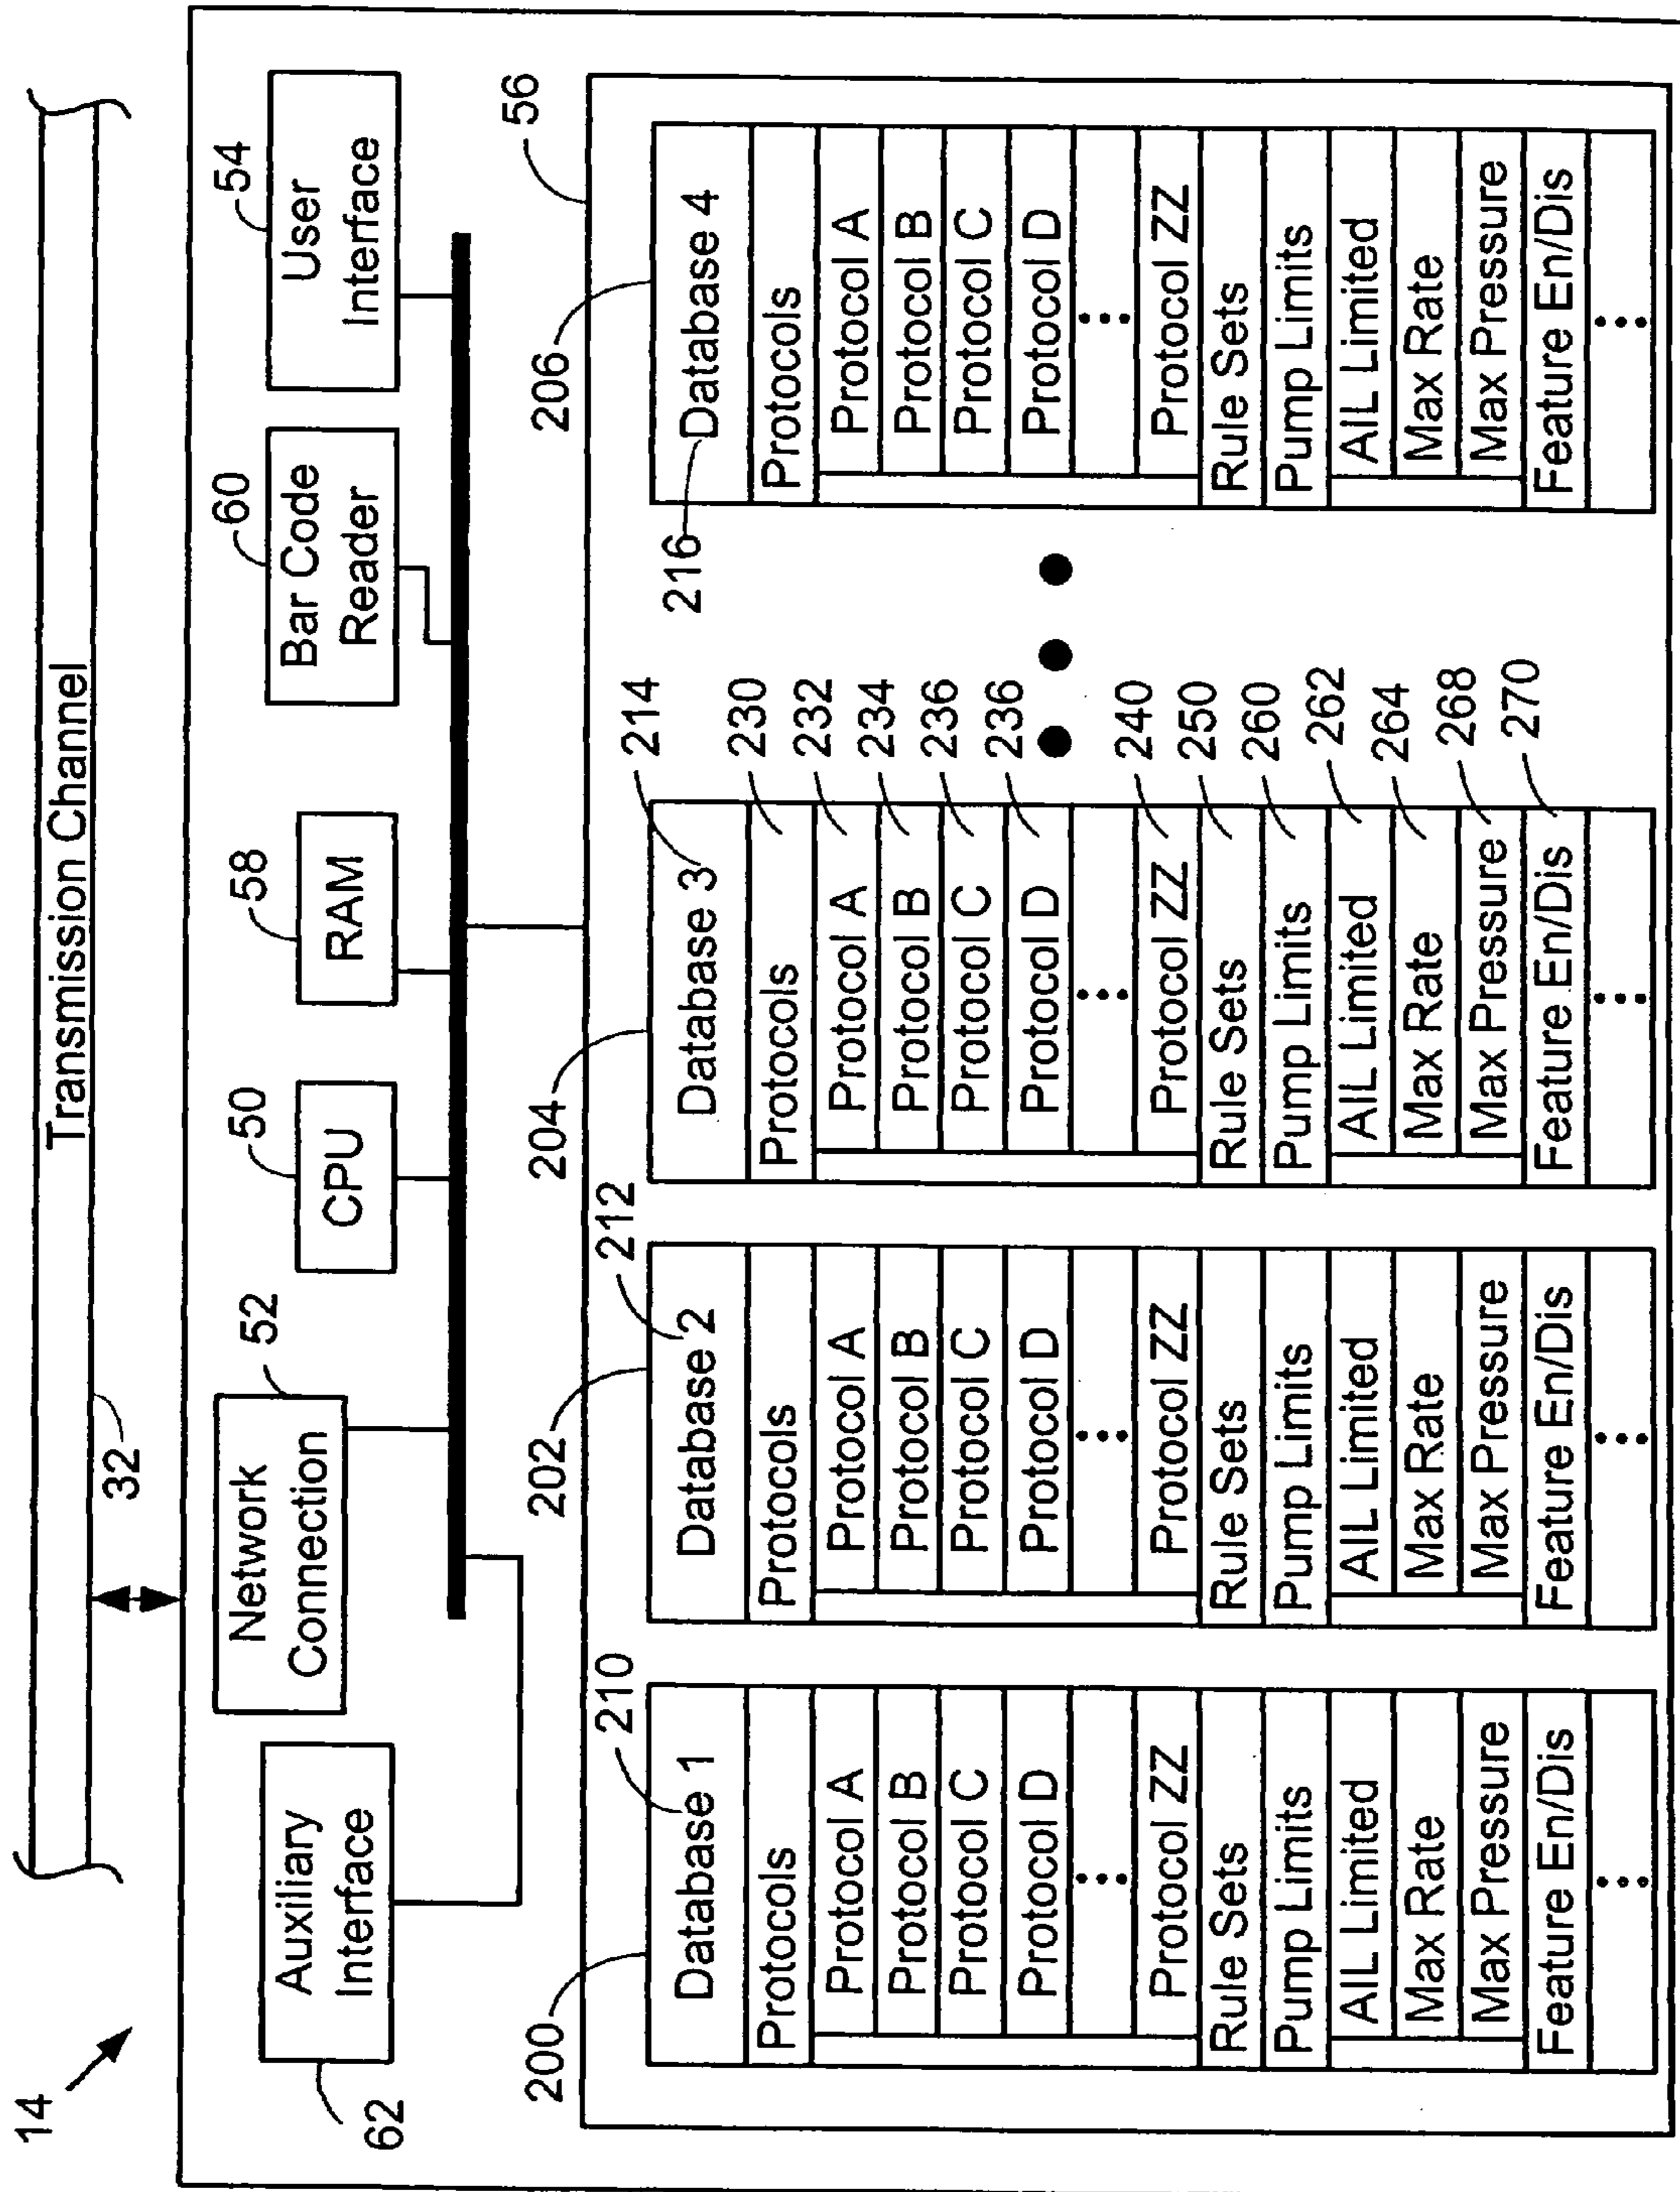 14
Transmission Channel
32
Auxiliary
Interface
62
Network
Connection
52
CPU
50
RAM
58
Bar Code
Reader
60
User
Interface
54
56
200
Database 1
210
Protocols
Protocol A
Protocol B
Protocol C
Protocol D
...
Protocol ZZ
Rule Sets
Pump Limits
AIL Limited
Max Rate
Max Pressure
Feature En/Dis
...
202
Database 2
212
Protocols
Protocol A
Protocol B
Protocol C
Protocol D
...
Protocol ZZ
Rule Sets
Pump Limits
AIL Limited
Max Rate
Max Pressure
Feature En/Dis
...
204
Database 3
214
Protocols
230
Protocol A
232
Protocol B
234
Protocol C
236
Protocol D
236
...
Protocol ZZ
240
Rule Sets
250
Pump Limits
260
AIL Limited
262
Max Rate
264
Max Pressure
268
Feature En/Dis
270
...
206
Database 4
216
Protocols
Protocol A
Protocol B
Protocol C
Protocol D
...
Protocol ZZ
Rule Sets
Pump Limits
AIL Limited
Max Rate
Max Pressure
Feature En/Dis
...